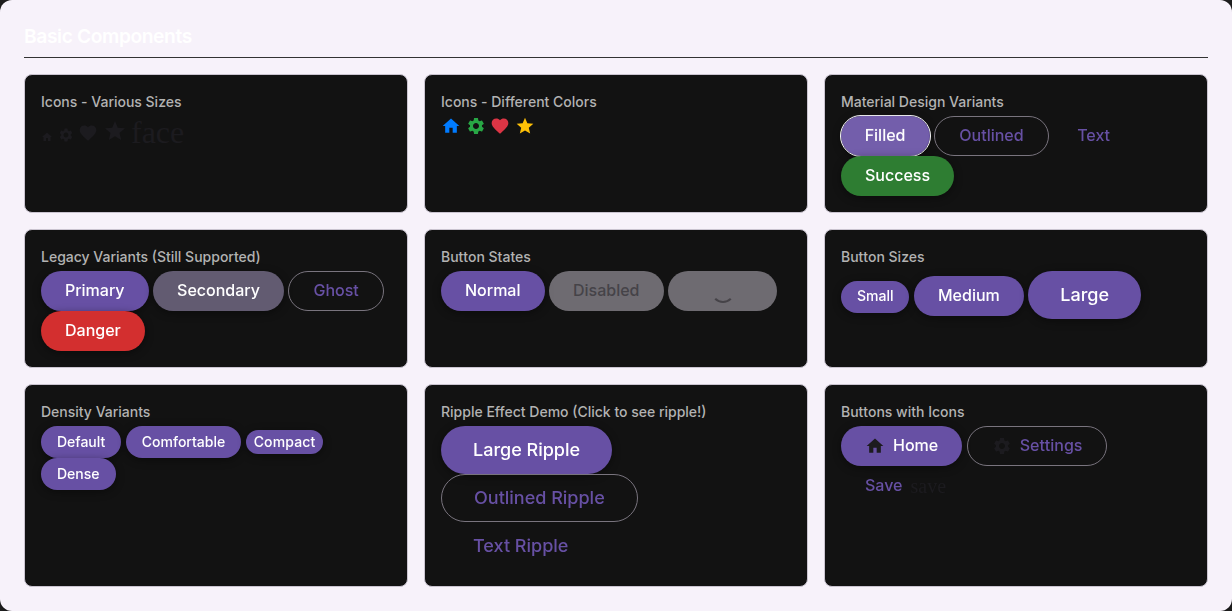 Basic Components
Icons - Various Sizes
face
Icons - Different Colors
Material Design Variants
Filled
Outlined
Text
Success
Legacy Variants (Still Supported)
Primary
Secondary
Ghost
Danger
Button States
Normal
Disabled
Button Sizes
Small
Medium
Large
Density Variants
Default
Comfortable
Compact
Dense
Ripple Effect Demo (Click to see ripple!)
Large Ripple
Outlined Ripple
Text Ripple
Buttons with Icons
Home
Settings
Save save